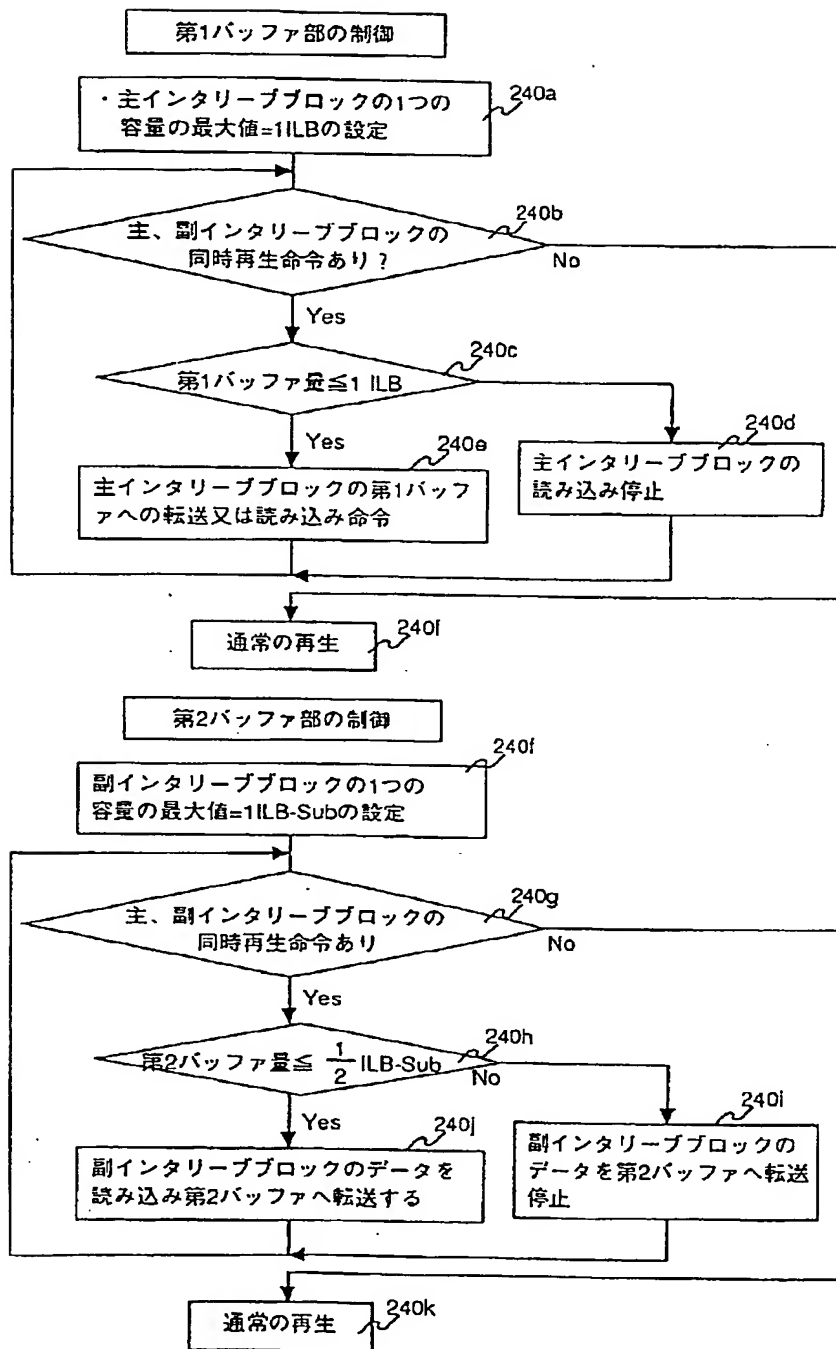 第1バッファ部の制御
・主インタリーブブロックの1つの
容量の最大値=1ILBの設定
240a
主、副インタリーブブロックの
同時再生命令あり?
240b
No
Yes
第1バッファ量≦1 ILB
240c
Yes
240e
主インタリーブブロックの第1バッ
ファへの転送又は読み込み命令
240d
主インタリーブブロックの
読み込み停止
通常の再生
240l
第2バッファ部の制御
240f
副インタリーブブロックの1つの
容量の最大値=1ILB-Subの設定
主、副インタリーブブロックの
同時再生命令あり
240g
No
Yes
第2バッファ量≦ 1/2 ILB-Sub
240h
No
Yes
240j
副インタリーブブロックのデータを
読み込み第2バッファへ転送する
240i
副インタリーブブロックの
データを第2バッファへ転送
停止
通常の再生
240k